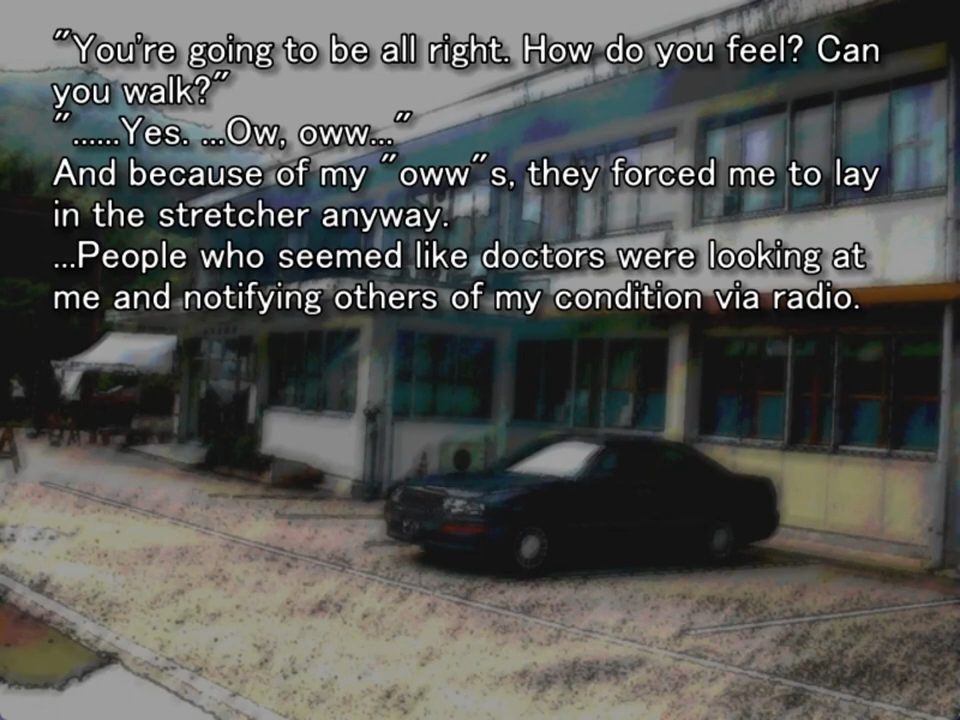 "You're going to be all right. How do you feel? Can
you walk?"
"......Yes. ...Ow, oww..."
And because of my "oww"s, they forced me to lay
in the stretcher anyway.
...People who seemed like doctors were looking at
me and notifying others of my condition via radio.